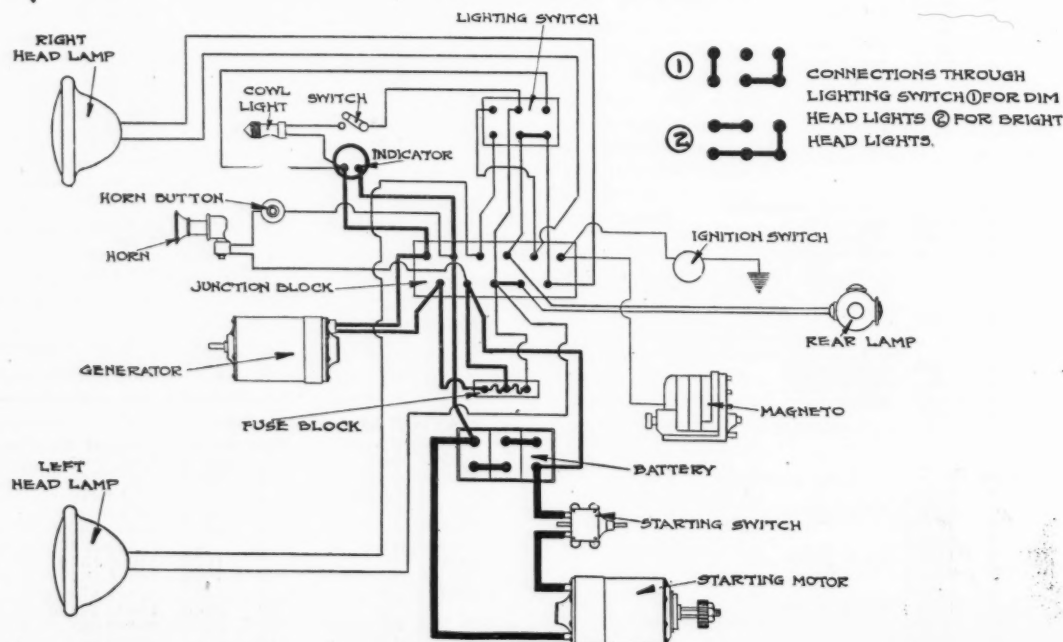 LIGHTING SWITCH
RIGHT
HEAD LAMP
COWL
LIGHT
SWITCH
① CONNECTIONS THROUGH
LIGHTING SWITCH ① FOR DIM
HEAD LIGHTS ② FOR BRIGHT
② HEAD LIGHTS.
INDICATOR
HORN BUTTON
HORN
IGNITION SWITCH
JUNCTION BLOCK
REAR LAMP
GENERATOR
MAGNETO
FUSE BLOCK
LEFT
HEAD LAMP
BATTERY
STARTING SWITCH
STARTING MOTOR